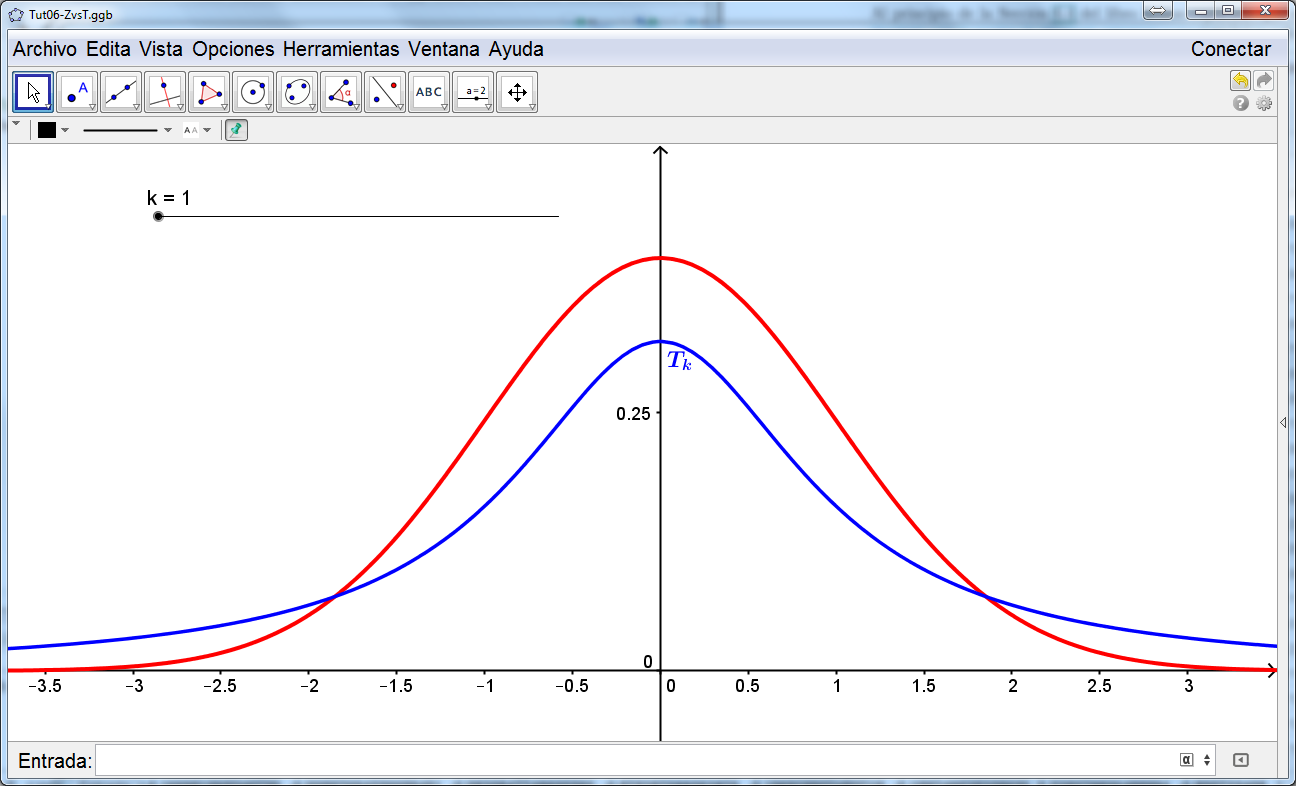 Tut06-ZvsT.ggb
Archivo Edita Vista Opciones Herramientas Ventana Ayuda Conectar
A α ABC a=2
A A
k = 1
T_k
0.25
0
−3.5 −3 −2.5 −2 −1.5 −1 −0.5 0 0.5 1 1.5 2 2.5 3
Entrada: α